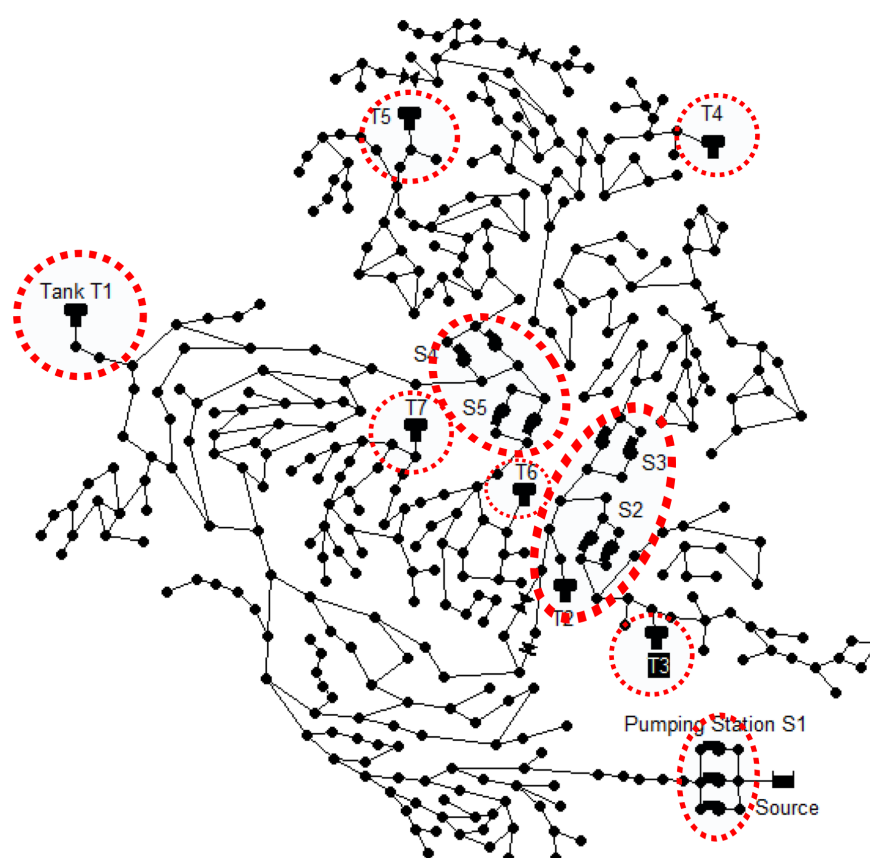 T5
T4
Tank T1
S4
T7
S5
T6
S3
S2
T2
T3
Pumping Station S1
Source